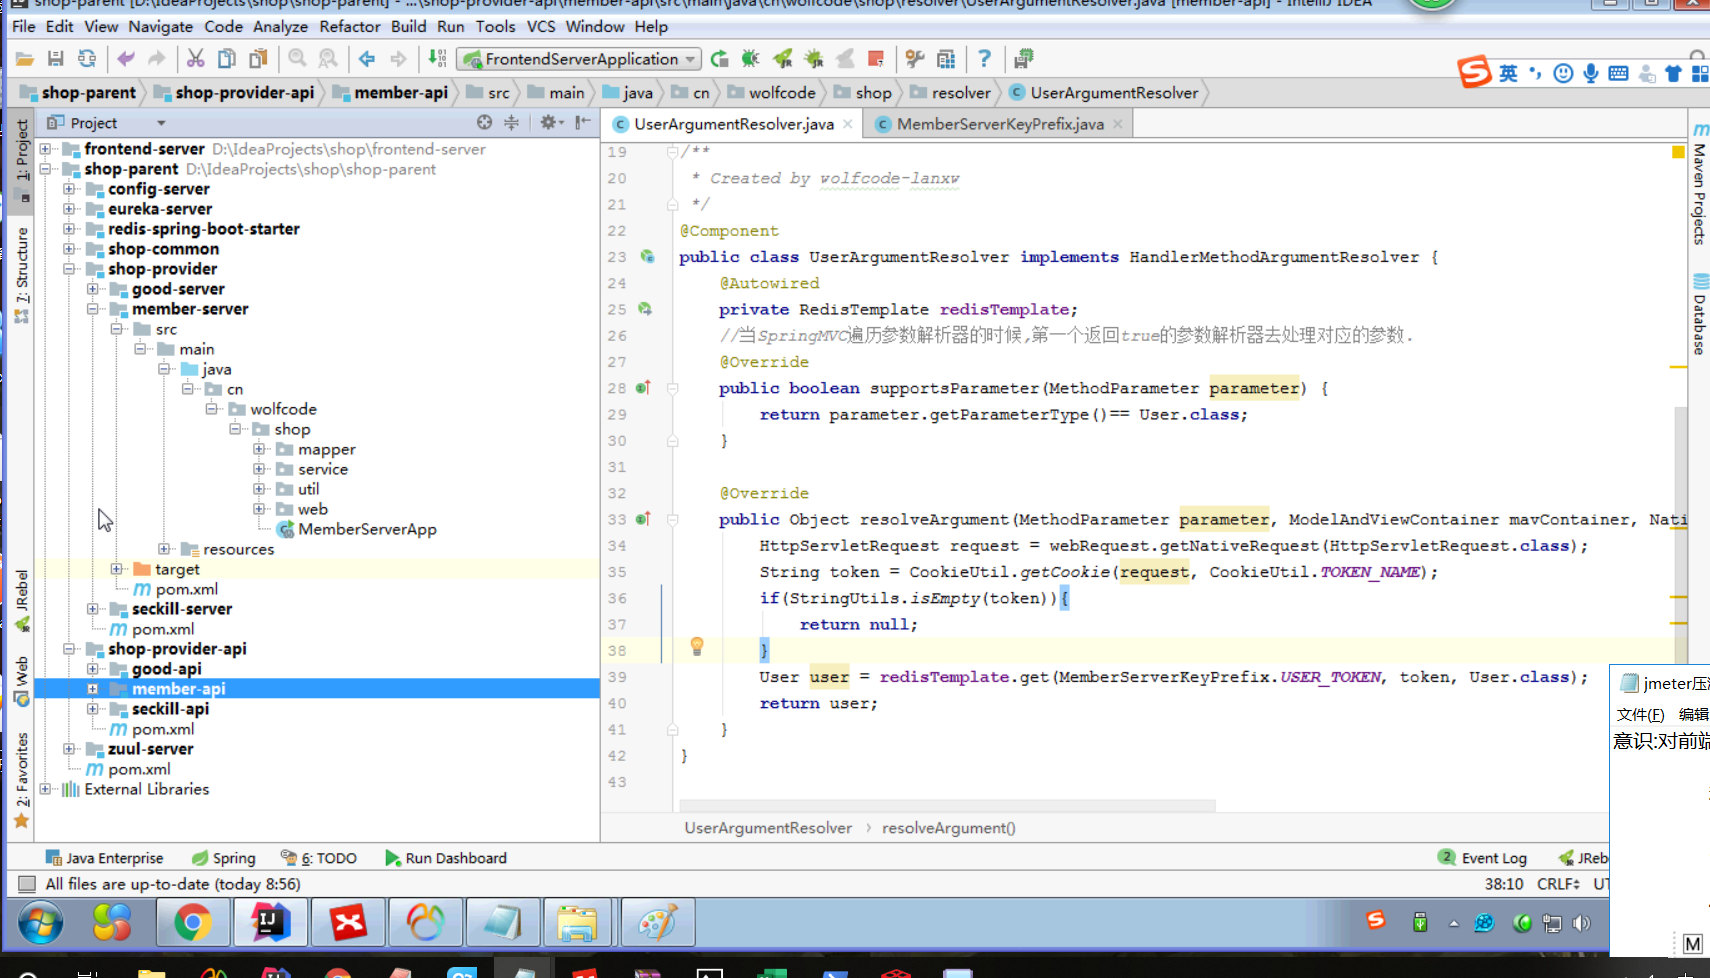 shop-parent [D:\IdeaProjects\shop\shop-parent] - ...\shop-provider-api\member-api\src\main\java\cn\wolfcode\shop\resolver\UserArgumentResolver.java [member-api] - IntelliJ IDEA
File Edit View Navigate Code Analyze Refactor Build Run Tools VCS Window Help
FrontendServerApplication
英
shop-parent shop-provider-api member-api src main java cn wolfcode shop resolver UserArgumentResolver
Project
UserArgumentResolver.java MemberServerKeyPrefix.java
1: Project
7: Structure
JRebel
Web
2: Favorites
Maven Projects
Database
frontend-server D:\IdeaProjects\shop\frontend-server
shop-parent D:\IdeaProjects\shop\shop-parent
config-server
eureka-server
redis-spring-boot-starter
shop-common
shop-provider
good-server
member-server
src
main
java
cn
wolfcode
shop
mapper
service
util
web
MemberServerApp
resources
target
pom.xml
seckill-server
pom.xml
shop-provider-api
good-api
member-api
seckill-api
pom.xml
zuul-server
pom.xml
External Libraries
19 /**
20 * Created by wolfcode-lanxw
21 */
22 @Component
23 public class UserArgumentResolver implements HandlerMethodArgumentResolver {
24 @Autowired
25 private RedisTemplate redisTemplate;
26 //当SpringMVC遍历参数解析器的时候,第一个返回true的参数解析器去处理对应的参数.
27 @Override
28 public boolean supportsParameter(MethodParameter parameter) {
29 return parameter.getParameterType()== User.class;
30 }
31
32 @Override
33 public Object resolveArgument(MethodParameter parameter, ModelAndViewContainer mavContainer, Nati
34 HttpServletRequest request = webRequest.getNativeRequest(HttpServletRequest.class);
35 String token = CookieUtil.getCookie(request, CookieUtil.TOKEN_NAME);
36 if(StringUtils.isEmpty(token)){
37 return null;
38 }
39 User user = redisTemplate.get(MemberServerKeyPrefix.USER_TOKEN, token, User.class);
40 return user;
41 }
42 }
43
UserArgumentResolver › resolveArgument()
jmeter压
文件(F) 编辑
意识:对前端
Java Enterprise Spring 6: TODO Run Dashboard 2 Event Log JReb
All files are up-to-date (today 8:56) 38:10 CRLF UT
M